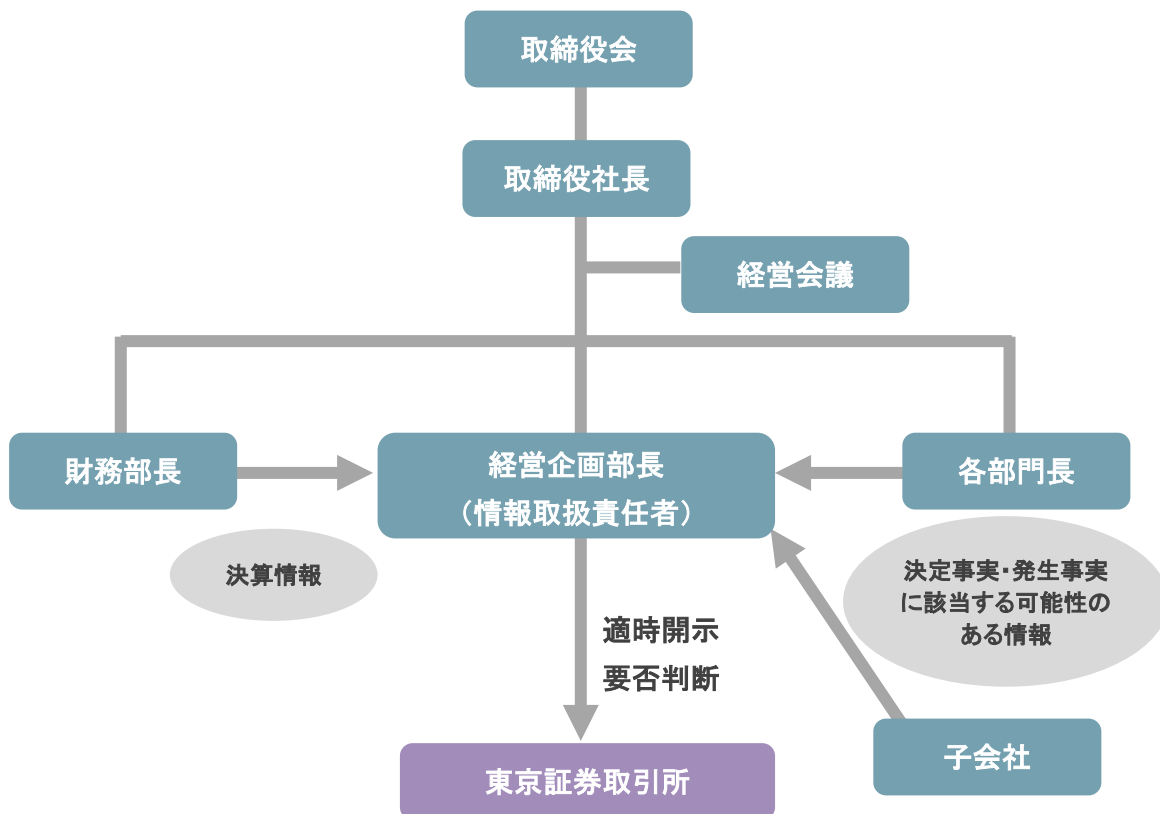 取締役会
取締役社長
経営会議
財務部長
経営企画部長
（情報取扱責任者）
各部門長
決算情報
決定事実・発生事実
に該当する可能性の
ある情報
適時開示
要否判断
子会社
東京証券取引所